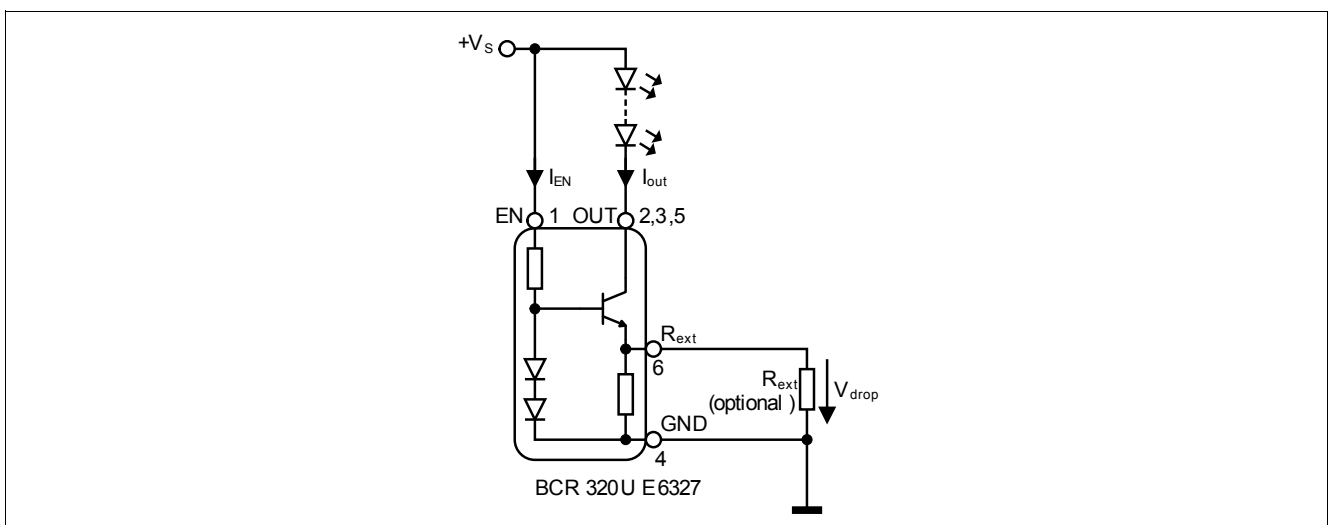 +VS
IEN
Iout
EN 1 OUT 2,3,5
Rext
6
Rext
(optional )
Vdrop
GND
4
BCR 320U E6327